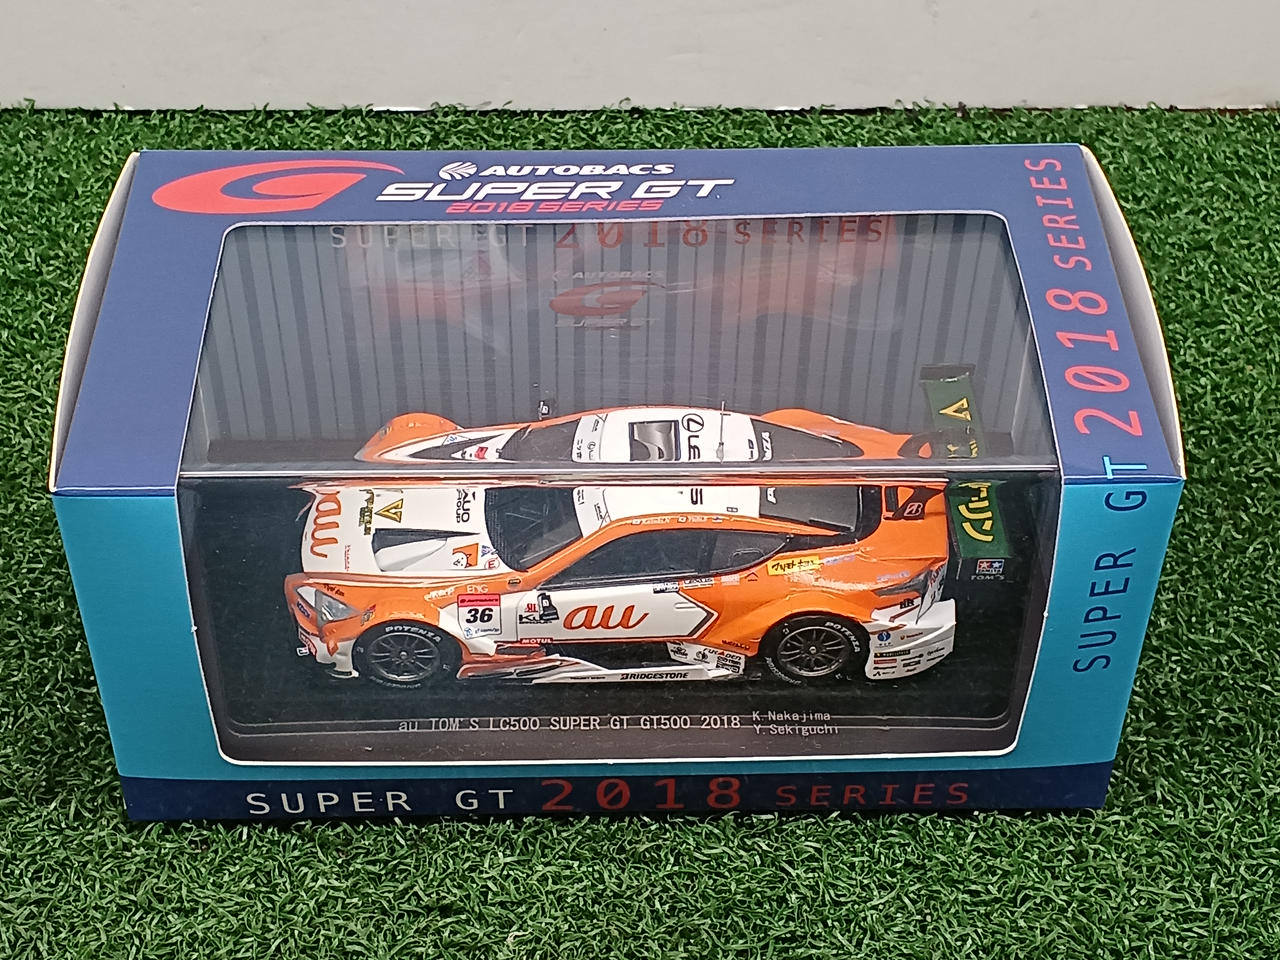 AUTOBACS
SUPER GT
2018 SERIES
SUPER GT 2018 SERIES
AUTOBACS
SUPER GT
SUPER GT 2018 SERIES
au
ENG
36
au
MOTUL
POTENZA
POTENZA
BRIDGESTONE
TOM'S
au TOM'S LC500 SUPER GT GT500 2018 K.Nakajima
Y.Sekiguchi
SUPER GT 2018 SERIES